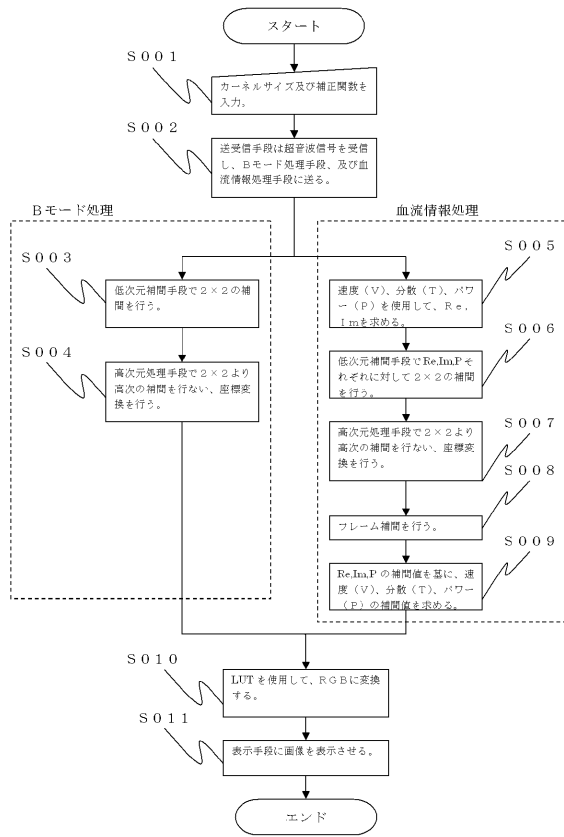 スタート
S001
カーネルサイズ及び補正関数を
入力。
S002
送受信手段は超音波信号を受信
し、Bモード処理手段、及び血
流情報処理手段に送る。
Bモード処理
血流情報処理
S003
低次元補間手段で2×2の補
間を行う。
S004
高次元処理手段で2×2より
高次の補間を行ない、座標変
換を行う。
S005
速度(V)、分散(T)、パワ
ー(P)を使用して、Re,
Imを求める。
S006
低次元補間手段でRe,Im,Pそ
れぞれに対して2×2の補間
を行う。
S007
高次元処理手段で2×2より
高次の補間を行ない、座標変
換を行う。
S008
フレーム補間を行う。
S009
Re,Im,Pの補間値を基に、速
度(V)、分散(T)、パワー
(P)の補間値を求める。
S010
LUTを使用して、RGBに変換
する。
S011
表示手段に画像を表示させる。
エンド